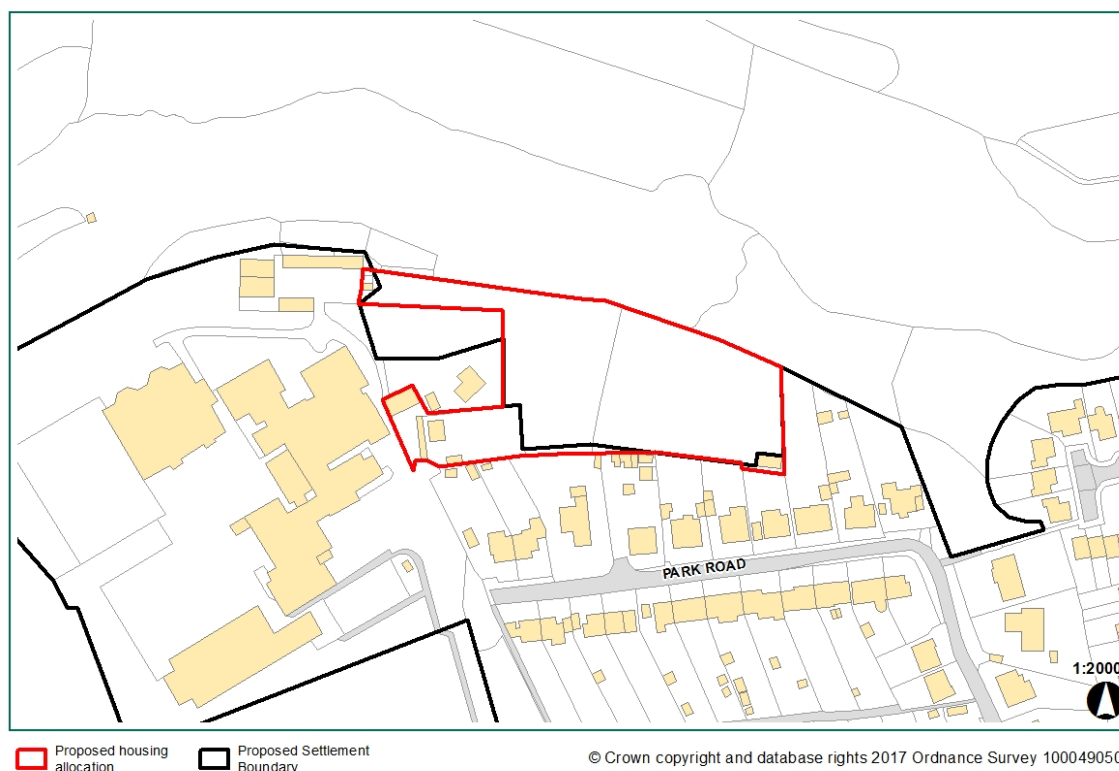 PARK ROAD
1:2000
Proposed housing
allocation
Proposed Settlement
Boundary
© Crown copyright and database rights 2017 Ordnance Survey 100049050